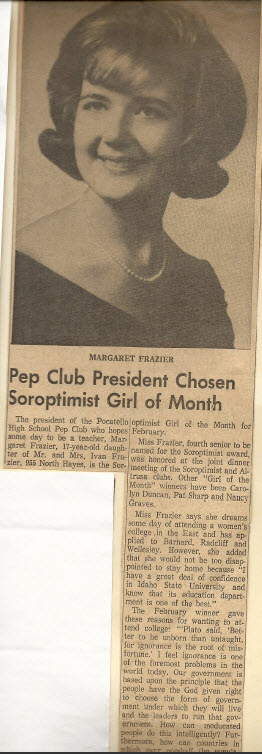 MARGARET FRAZIER
Pep Club President Chosen
Soroptimist Girl of Month
The president of the Pocatello
High School Pep Club who hopes
some day to be a teacher, Mar-
garet Frazier, 17-year-old daugh-
ter of Mr. and Mrs, Ivan Fra-
zier, 955 North Hayes, is the Sor-
optimist Girl of the Month for
February.
Miss Frazier, fourth senior to be
named for the Soroptimist award,
was honored at the joint dinner
meeting of the Soroptimist and Al-
trusa clubs. Other "Girl of the
Month" winners have been Caro-
lyn Duncan, Pat Sharp and Nancy
Graves.
Miss Frazier says she dreams
some day of attending a women's
college in the East and has ap-
plied to Barnard, Radcliff and
Wellesley. However, she added
that she would not be too disap-
pointed to stay home because "I
have a great deal of confidence
in Idaho State University and
know that its education depart-
ment is one of the best."
The February winner gave
these reasons for wanting to at-
tend college: "'Plato said, 'Bet-
ter to be unborn than untaught,
for ignorance is the root of mis-
fortune.' I feel ignorance is one
of the foremost problems in the
world today. Our government is
based upon the principle that the
people have the God given right
to choose the form of govern-
ment under which they will live
and the leaders to run that gov-
ernment. How can uneducated
people do this intelligently? Fur-
thermore, how can countries in